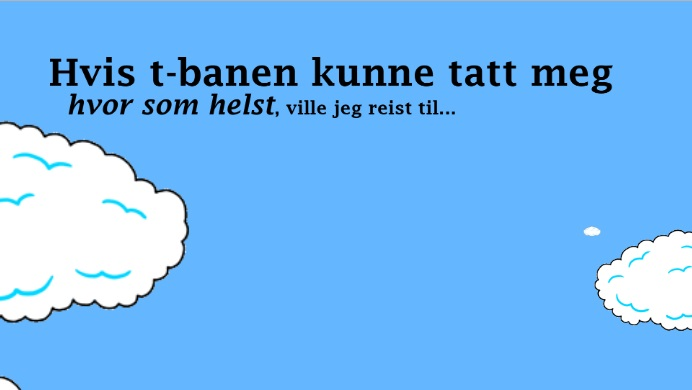 Hvis t-banen kunne tatt meg
hvor som helst, ville jeg reist til...